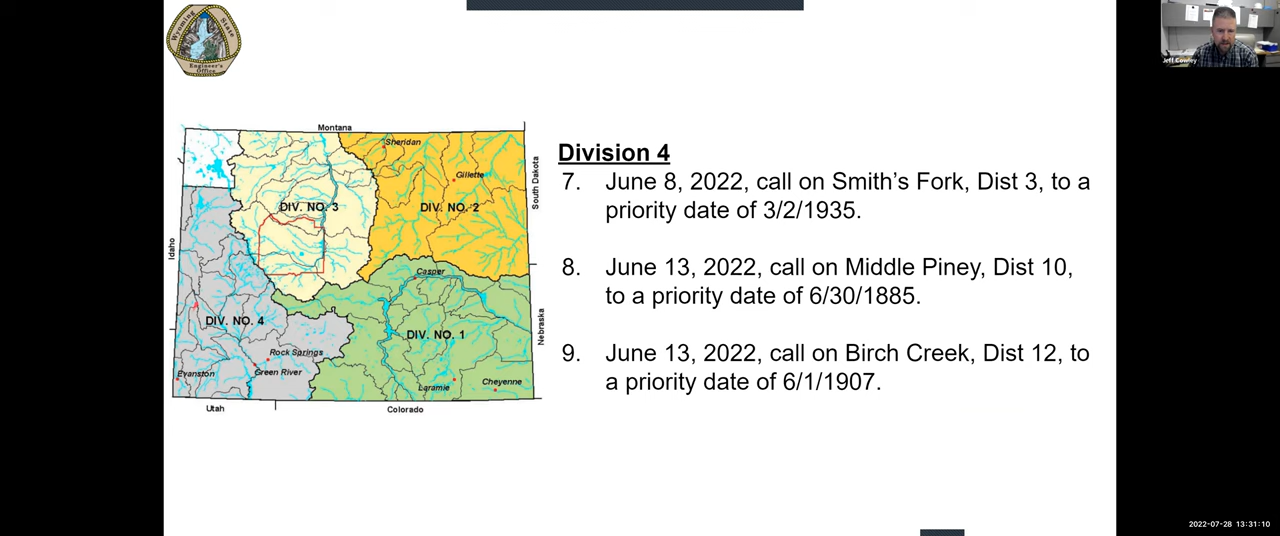 Wyoming State
Engineer's
Office
Jeff Cowley
Montana
Sheridan
Gillette
South Dakota
DIV. NO. 3
DIV. NO. 2
Idaho
Casper
Nebraska
DIV. NO. 4
DIV. NO. 1
Rock Springs
Green River
Evanston
Laramie
Cheyenne
Utah
Colorado
Division 4
7. June 8, 2022, call on Smith’s Fork, Dist 3, to a
priority date of 3/2/1935.
8. June 13, 2022, call on Middle Piney, Dist 10,
to a priority date of 6/30/1885.
9. June 13, 2022, call on Birch Creek, Dist 12, to
a priority date of 6/1/1907.
2022-07-28 13:31:10